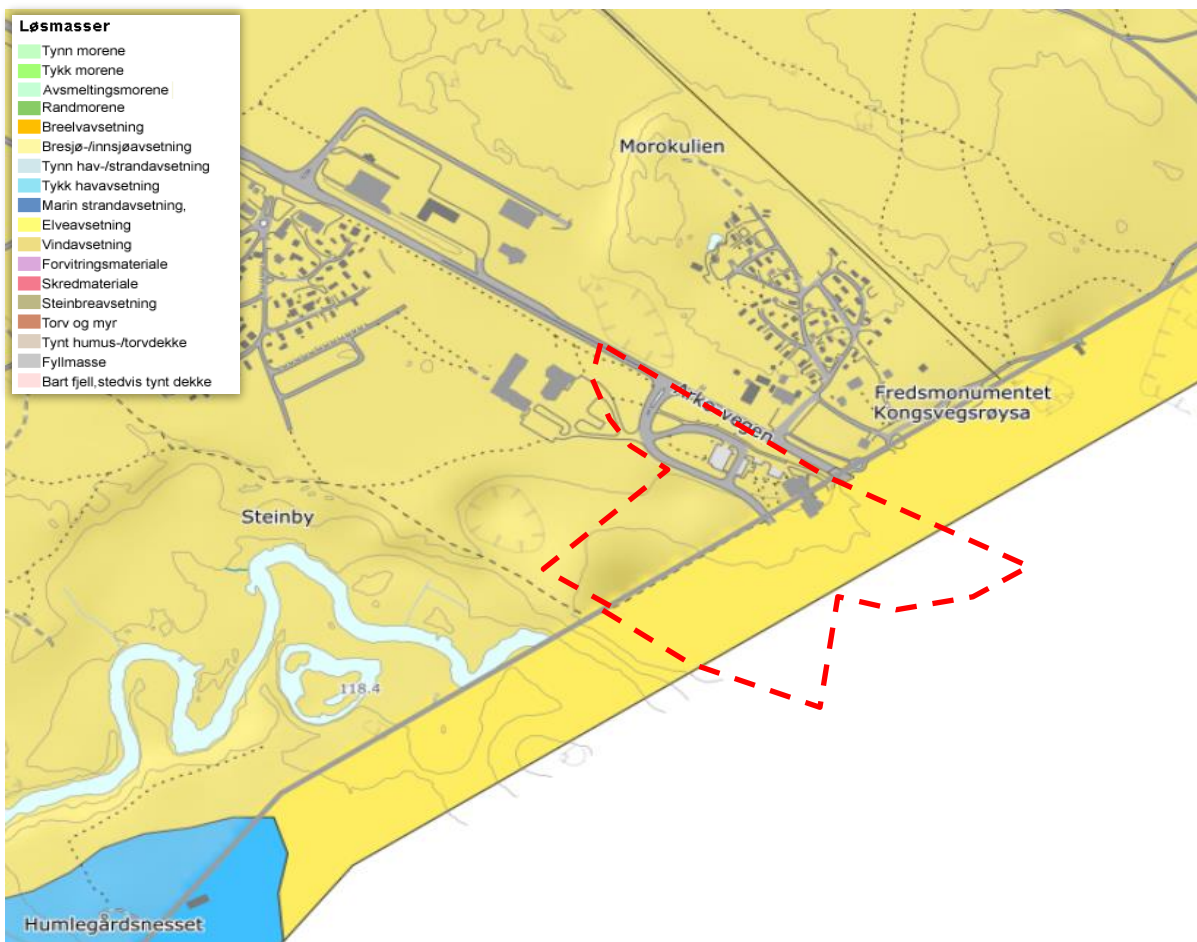 Løsmasser
Tynn morene
Tykk morene
Avsmeltingsmorene
Randmorene
Breelvavsetning
Bresjø-/innsjøavsetning
Tynn hav-/strandavsetning
Tykk havavsetning
Marin strandavsetning,
Elveavsetning
Vindavsetning
Forvitringsmateriale
Skredmateriale
Steinbreavsetning
Torv og myr
Tynt humus-/torvdekke
Fyllmasse
Bart fjell,stedvis tynt dekke
Morokulien
Fredsmonumentet
Kongsvegsrøysa
Steinby
118.4
Humlegårdsnesset